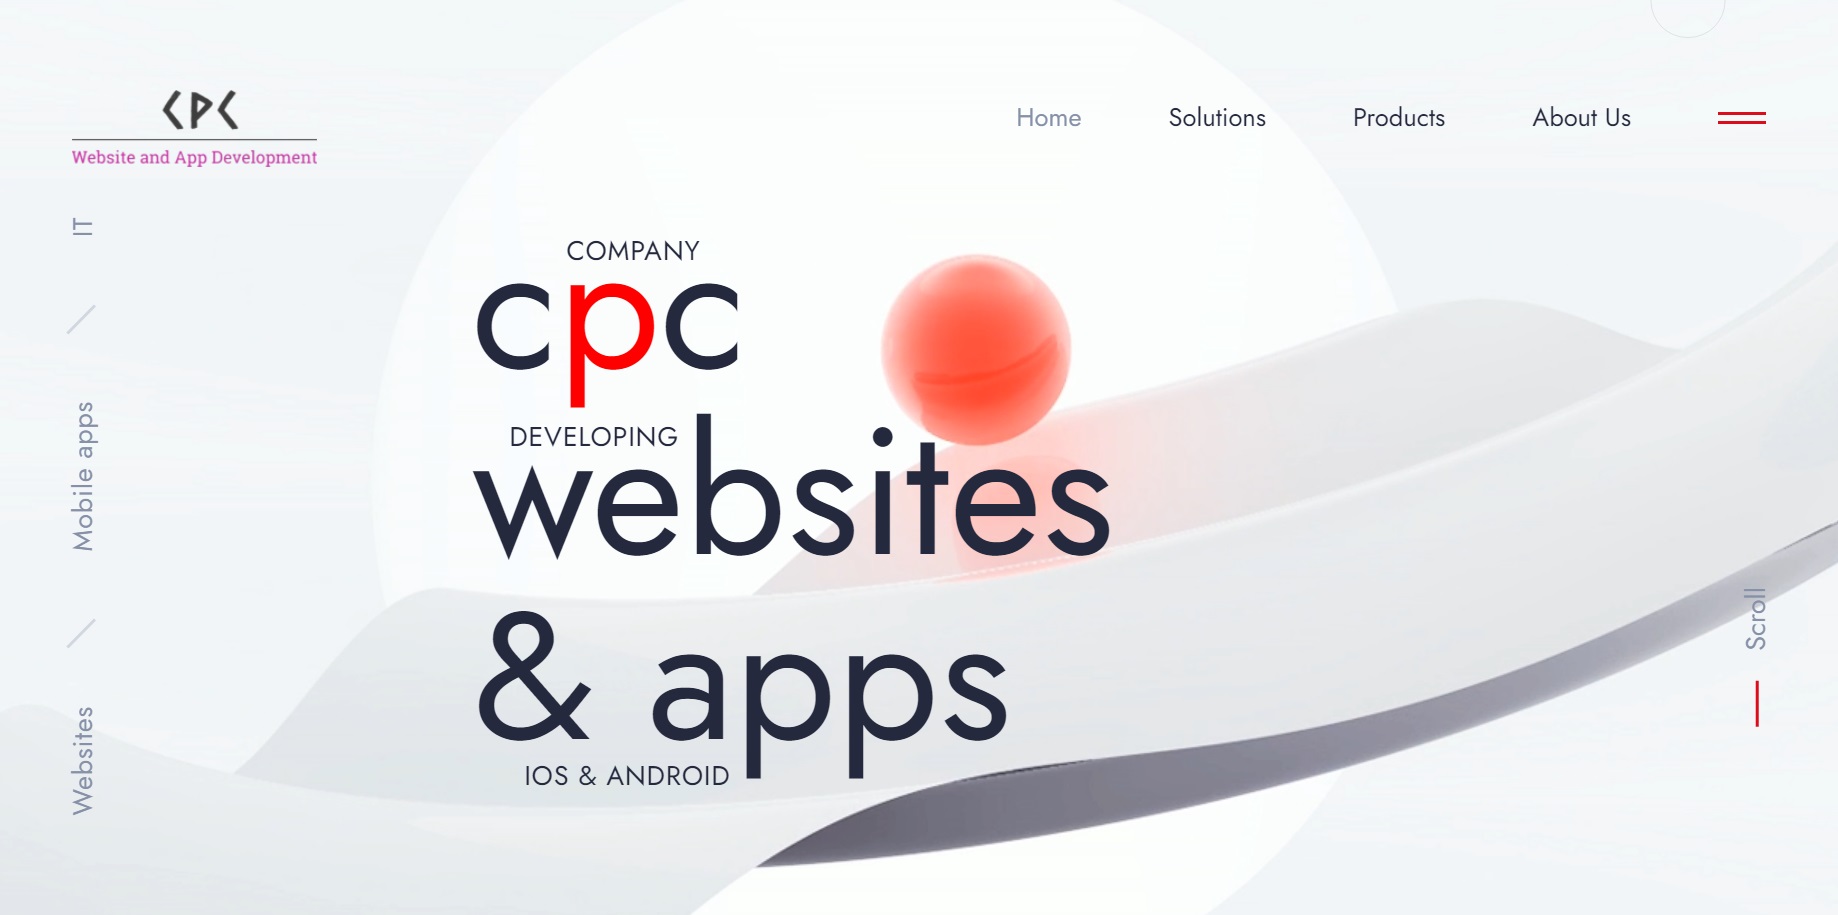 CPC
Website and App Development
Home
Solutions
Products
About Us
IT
Mobile apps
Websites
COMPANY
cpc
DEVELOPING
websites
& apps
IOS & ANDROID
Scroll